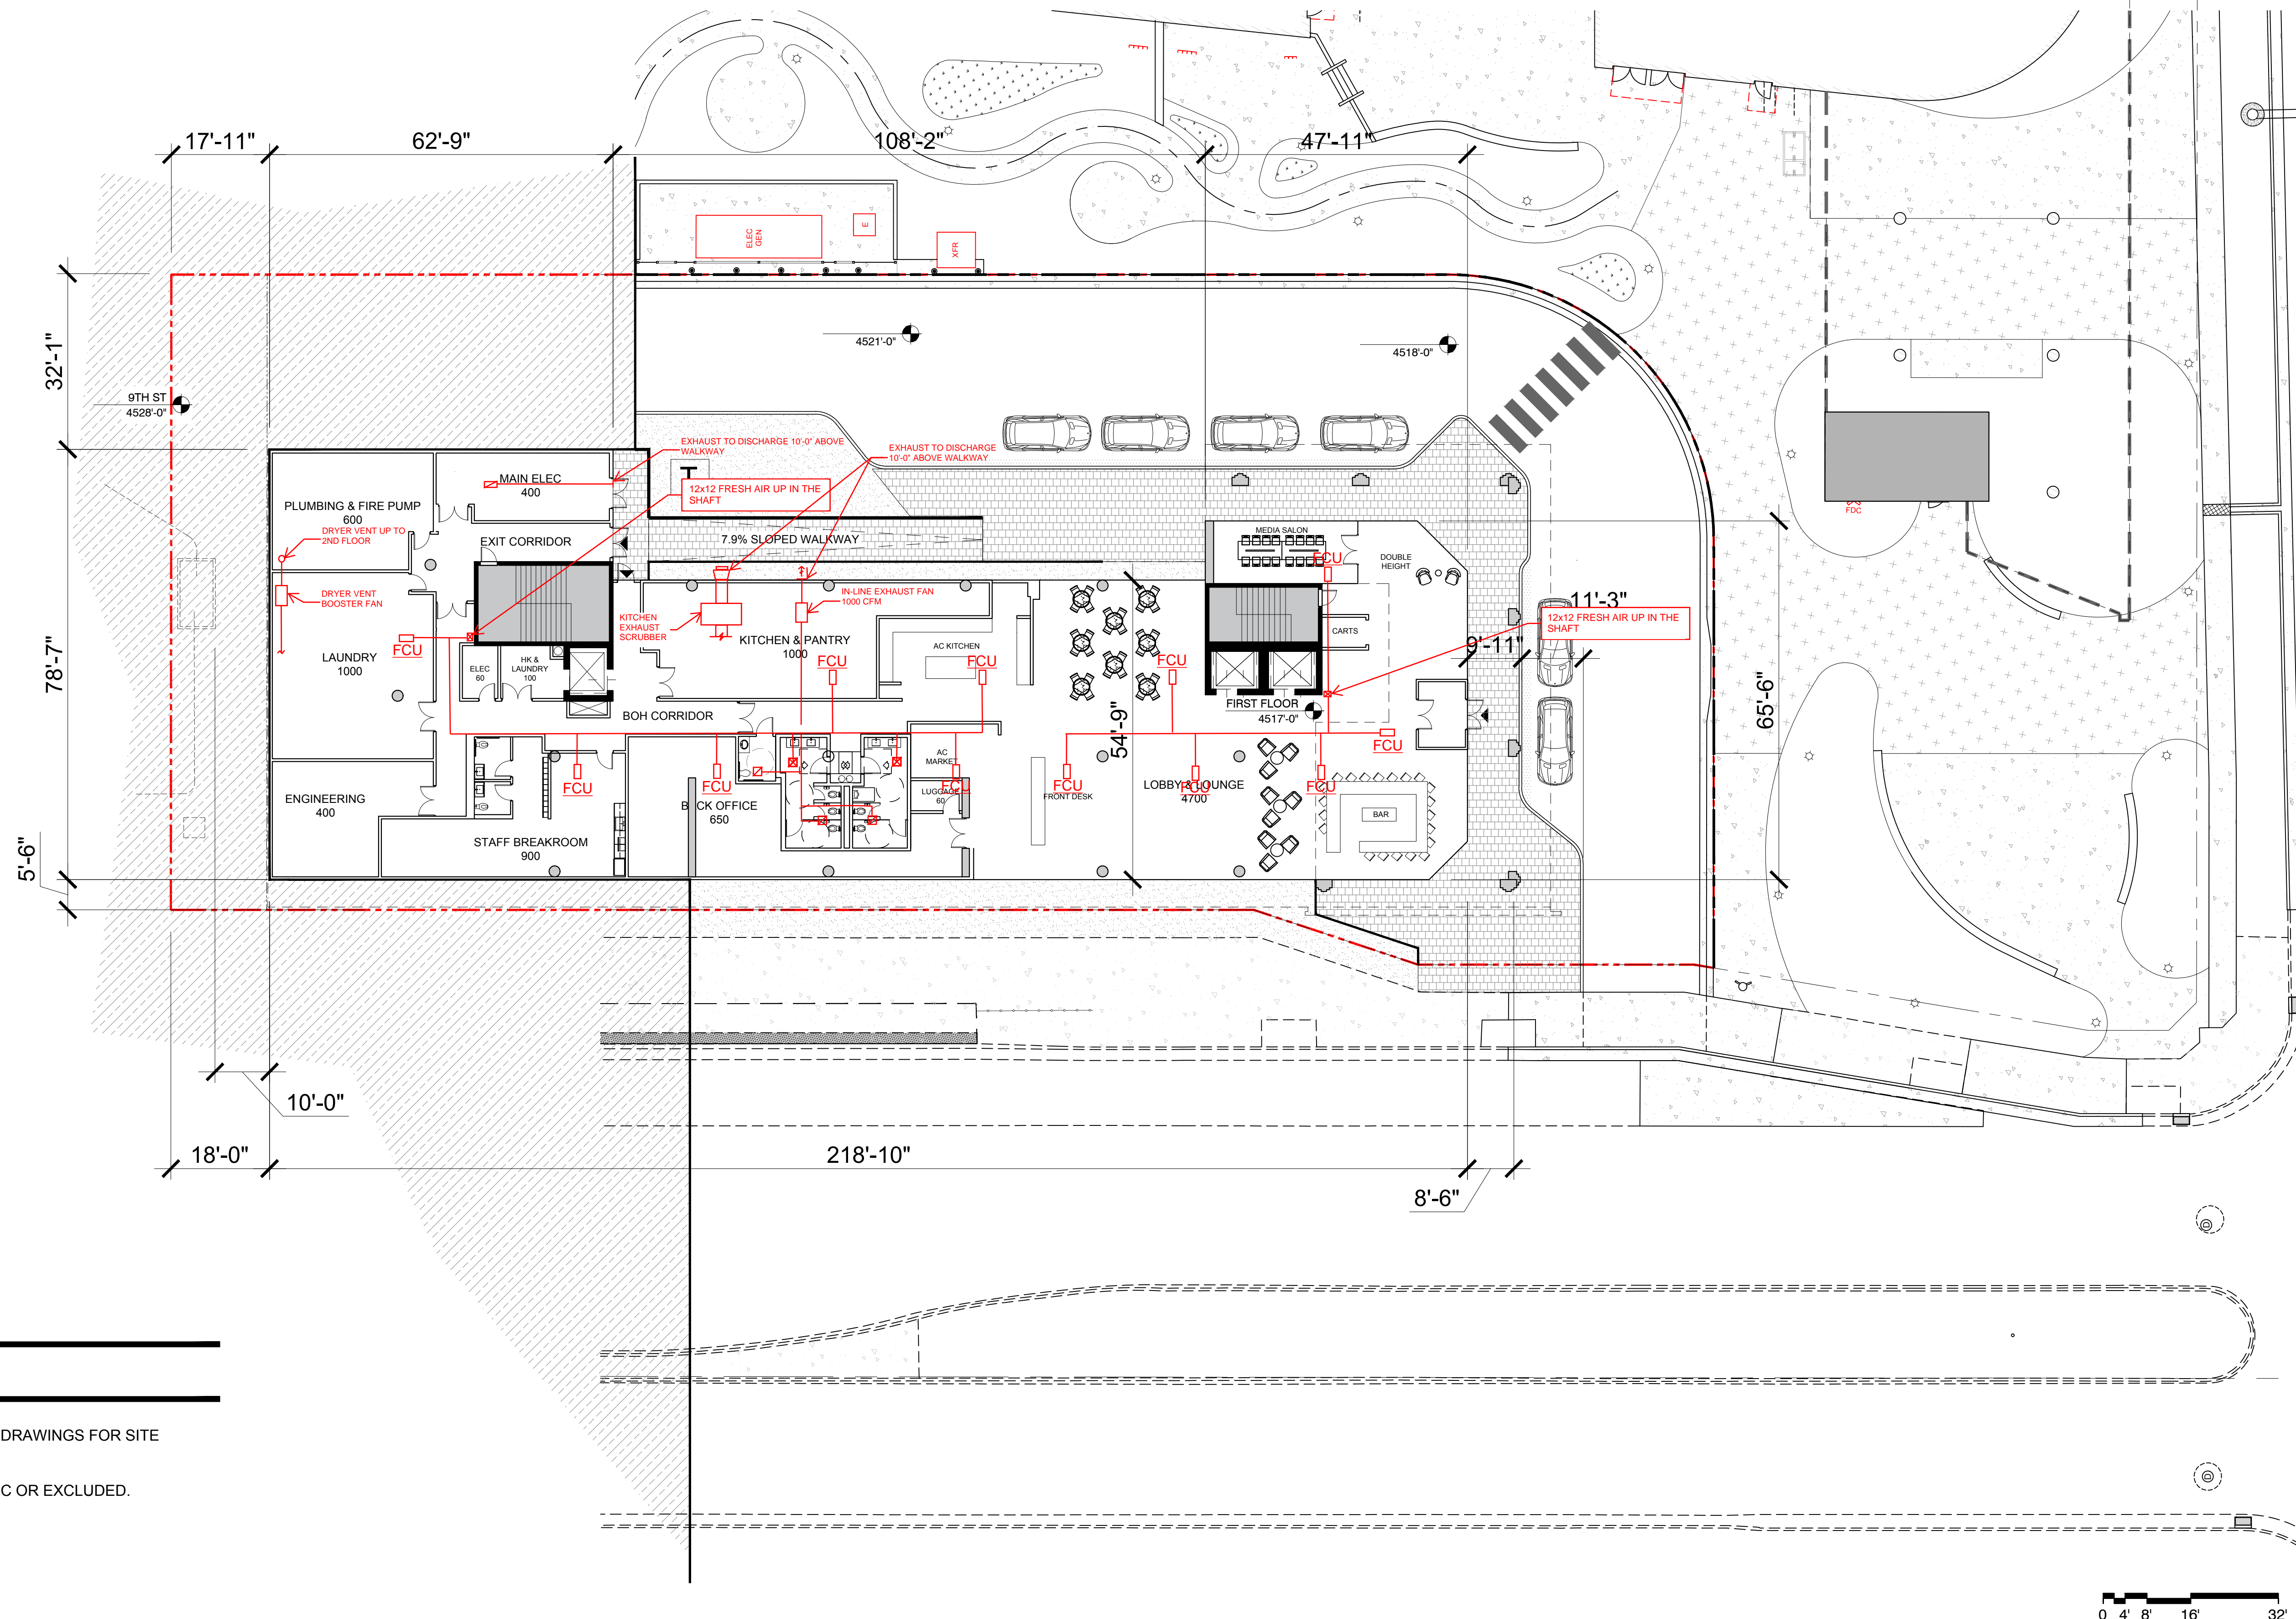 17'-11"
62'-9"
108'-2"
47'-11"
ELEC
GEN
E
XFR
32'-1"
4521'-0"
4518'-0"
9TH ST
4528'-0"
EXHAUST TO DISCHARGE 10'-0" ABOVE
WALKWAY
EXHAUST TO DISCHARGE
10'-0" ABOVE WALKWAY
MAIN ELEC
400
12x12 FRESH AIR UP IN THE
SHAFT
PLUMBING & FIRE PUMP
600
DRYER VENT UP TO
2ND FLOOR
EXIT CORRIDOR
7.9% SLOPED WALKWAY
MEDIA SALON
FCU
DOUBLE
HEIGHT
FDC
DRYER VENT
BOOSTER FAN
IN-LINE EXHAUST FAN
1000 CFM
KITCHEN
EXHAUST
SCRUBBER
KITCHEN & PANTRY
1000
AC KITCHEN
CARTS
11'-3"
12x12 FRESH AIR UP IN THE
SHAFT
9'-11"
78'-7"
LAUNDRY
1000
FCU
ELEC
60
HK &
LAUNDRY
100
FCU
FCU
FCU
65'-6"
BOH CORRIDOR
FIRST FLOOR
4517'-0"
54'-9"
FCU
AC
MARKET
ENGINEERING
400
FCU
FCU
BACK OFFICE
650
FCU
LUGGAGE
60
FCU
FRONT DESK
LOBBY & LOUNGE
4700
FCU
FCU
BAR
STAFF BREAKROOM
900
5'-6"
10'-0"
18'-0"
218'-10"
8'-6"
D
DRAWINGS FOR SITE
C OR EXCLUDED.
D
0 4' 8' 16' 32'